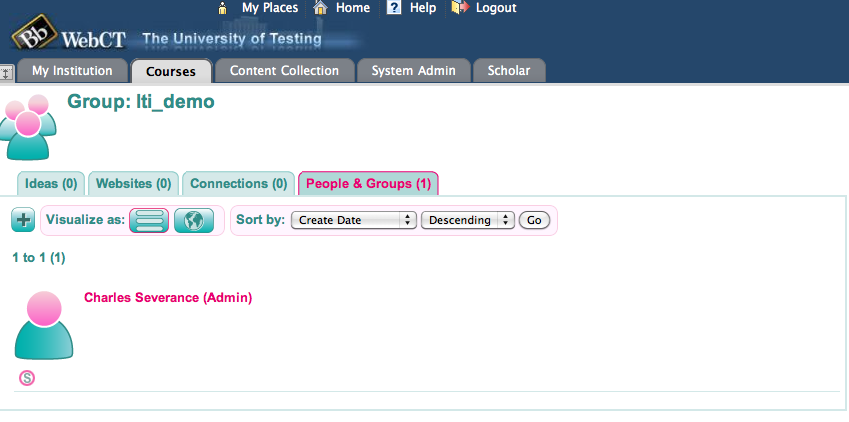 My Places Home ? Help Logout
Bb WebCT The University of Testing
My Institution Courses Content Collection System Admin Scholar
Group: lti_demo
Ideas (0) Websites (0) Connections (0) People & Groups (1)
Visualize as: Sort by: Create Date Descending Go
1 to 1 (1)
Charles Severance (Admin)
S